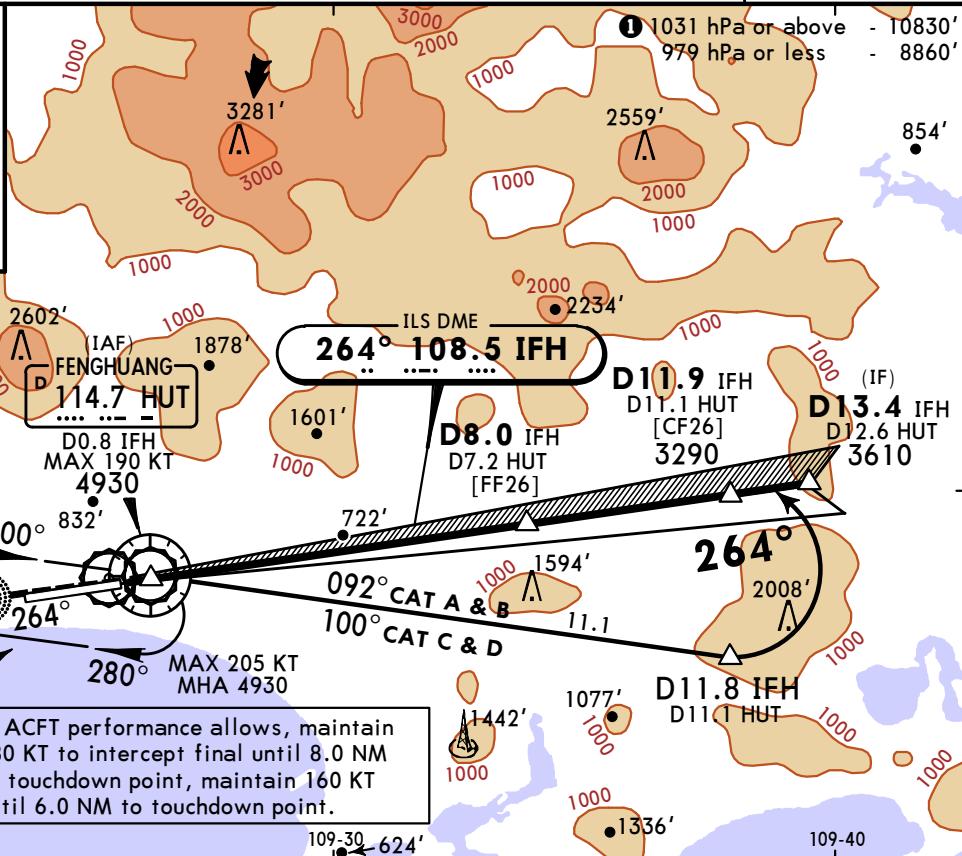 3000
❶ 1031 hPa or above - 10830'
979 hPa or less - 8860'
2000
1000
1000
3281'
2559'
854'
3000
1000
2000
2000
1000
1000
2000
2234'
2602'
1000
ILS DME
1000
(IAF)
FENGHUANG
1878'
264° 108.5 IFH
1000
D
114.7 HUT
D11.9 IFH
D11.1 HUT
[CF26]
3290
(IF)
D13.4 IFH
D12.6 HUT
3610
1601'
D0.8 IFH
MAX 190 KT
4930
1000
D8.0 IFH
D7.2 HUT
[FF26]
832'
722'
00°
264°
1594'
1000
2008'
092° CAT A & B
100° CAT C & D
11.1
264°
1000
280°
MAX 205 KT
MHA 4930
D11.8 IFH
D11.1 HUT
1077'
1442'
1000
1000
1000
1000
ACFT performance allows, maintain
80 KT to intercept final until 8.0 NM
touchdown point, maintain 160 KT
til 6.0 NM to touchdown point.
1000
1336'
109-30
624'
109-40